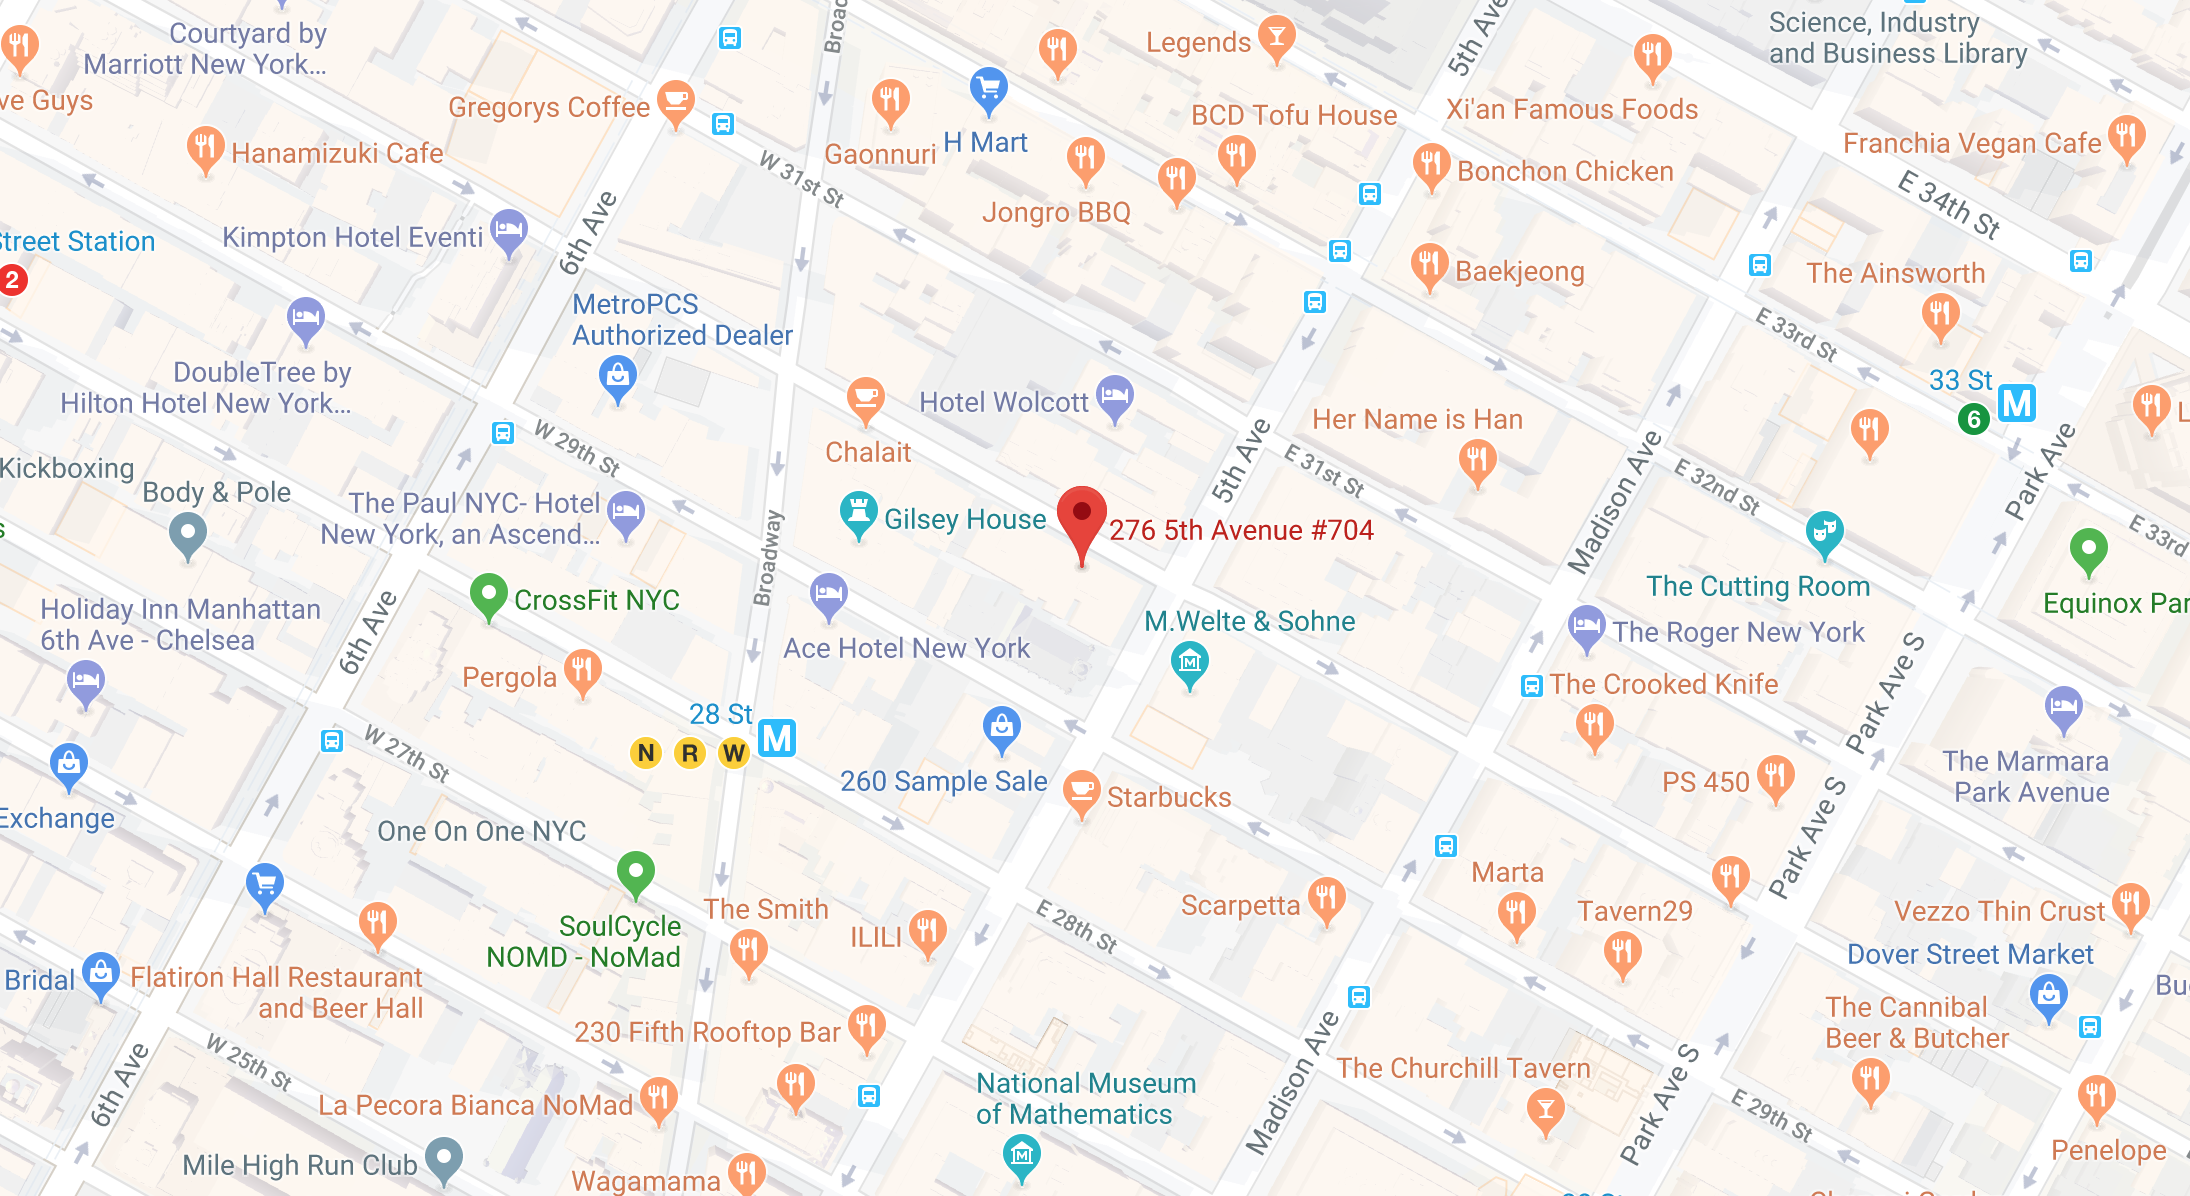 Courtyard by
Marriott New York...
ve Guys
Gregorys Coffee
Hanamizuki Cafe
Kimpton Hotel Eventi
Street Station
2
6th Ave
Broad
Legends
5th Ave
H Mart
Gaonnuri
BCD Tofu House
Jongro BBQ
W 31st St
Xi'an Famous Foods
Bonchon Chicken
Baekjeong
Science, Industry
and Business Library
Franchia Vegan Cafe
E 34th St
The Ainsworth
E 33rd St
33 St
M
6
MetroPCS
Authorized Dealer
DoubleTree by
Hilton Hotel New York...
Hotel Wolcott
Chalait
Her Name is Han
W 29th St
Kickboxing
Body & Pole
The Paul NYC- Hotel
New York, an Ascend...
s
Gilsey House
276 5th Avenue #704
5th Ave
E 31st St
Madison Ave
E 32nd St
Park Ave
L
E 33rd
Broadway
The Cutting Room
Equinox Par
Holiday Inn Manhattan
6th Ave - Chelsea
CrossFit NYC
6th Ave
Ace Hotel New York
M.Welte & Sohne
The Roger New York
Pergola
The Crooked Knife
Park Ave S
28 St
M
N
R
W
W 27th St
260 Sample Sale
Starbucks
PS 450
The Marmara
Park Avenue
Exchange
One On One NYC
Park Ave S
Marta
SoulCycle
NOMD - NoMad
The Smith
ILILI
Scarpetta
E 28th St
Tavern29
Vezzo Thin Crust
Dover Street Market
Bridal
Flatiron Hall Restaurant
and Beer Hall
230 Fifth Rooftop Bar
The Cannibal
Beer & Butcher
Bu
W 25th St
6th Ave
La Pecora Bianca NoMad
National Museum
of Mathematics
Madison Ave
The Churchill Tavern
Park Ave S
E 29th St
Penelope
Mile High Run Club
Wagamama